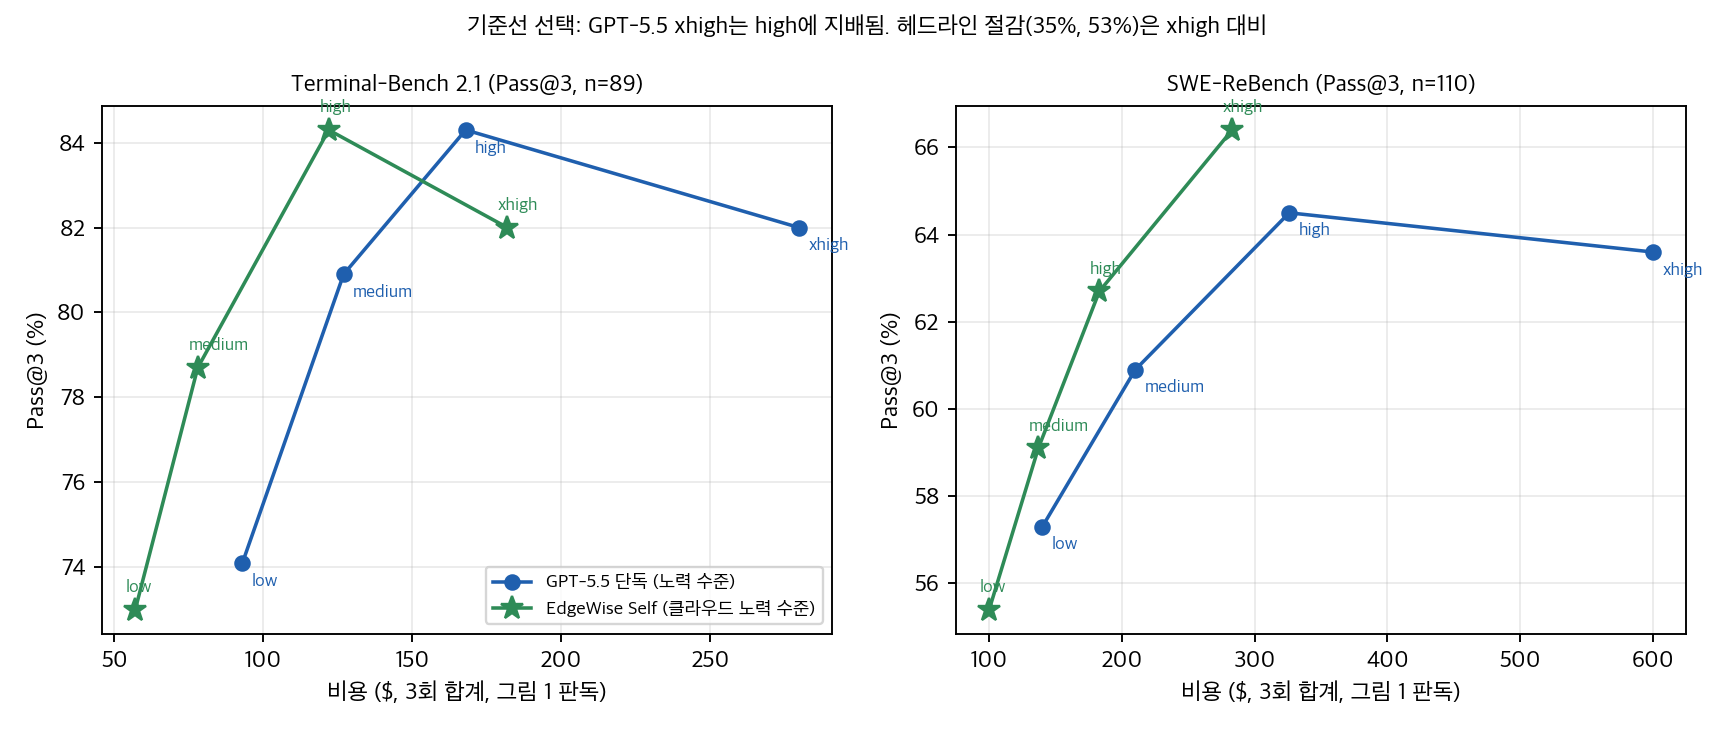 기준선 선택: GPT-5.5 xhigh는 high에 지배됨. 헤드라인 절감(35%, 53%)은 xhigh 대비
Terminal-Bench 2.1 (Pass@3, n=89)
Pass@3 (%)
84
82
80
78
76
74
high
high
xhigh
xhigh
medium
medium
low
low
GPT-5.5 단독 (노력 수준)
EdgeWise Self (클라우드 노력 수준)
50
100
150
200
250
비용 ($, 3회 합계, 그림 1 판독)
SWE-ReBench (Pass@3, n=110)
Pass@3 (%)
66
64
62
60
58
56
xhigh
high
high
xhigh
medium
medium
low
low
100
200
300
400
500
600
비용 ($, 3회 합계, 그림 1 판독)